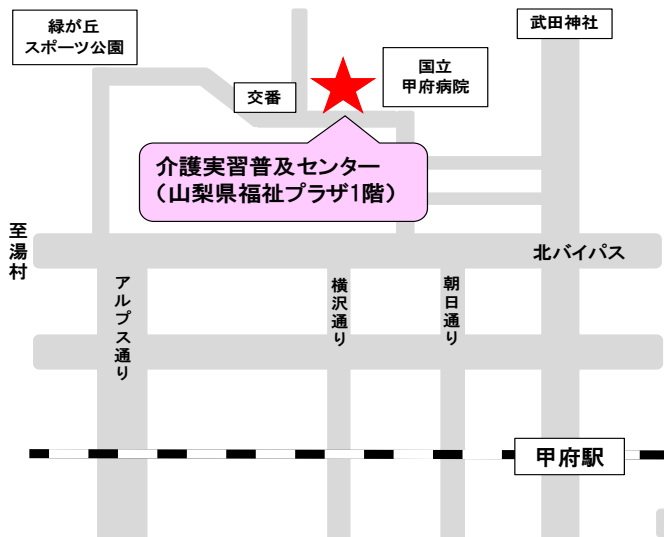 緑が丘
スポーツ公園
武田神社
国立
甲府病院
交番
介護実習普及センター
（山梨県福祉プラザ1階）
至湯村
北バイパス
アルプス通り
横沢通り
朝日通り
甲府駅